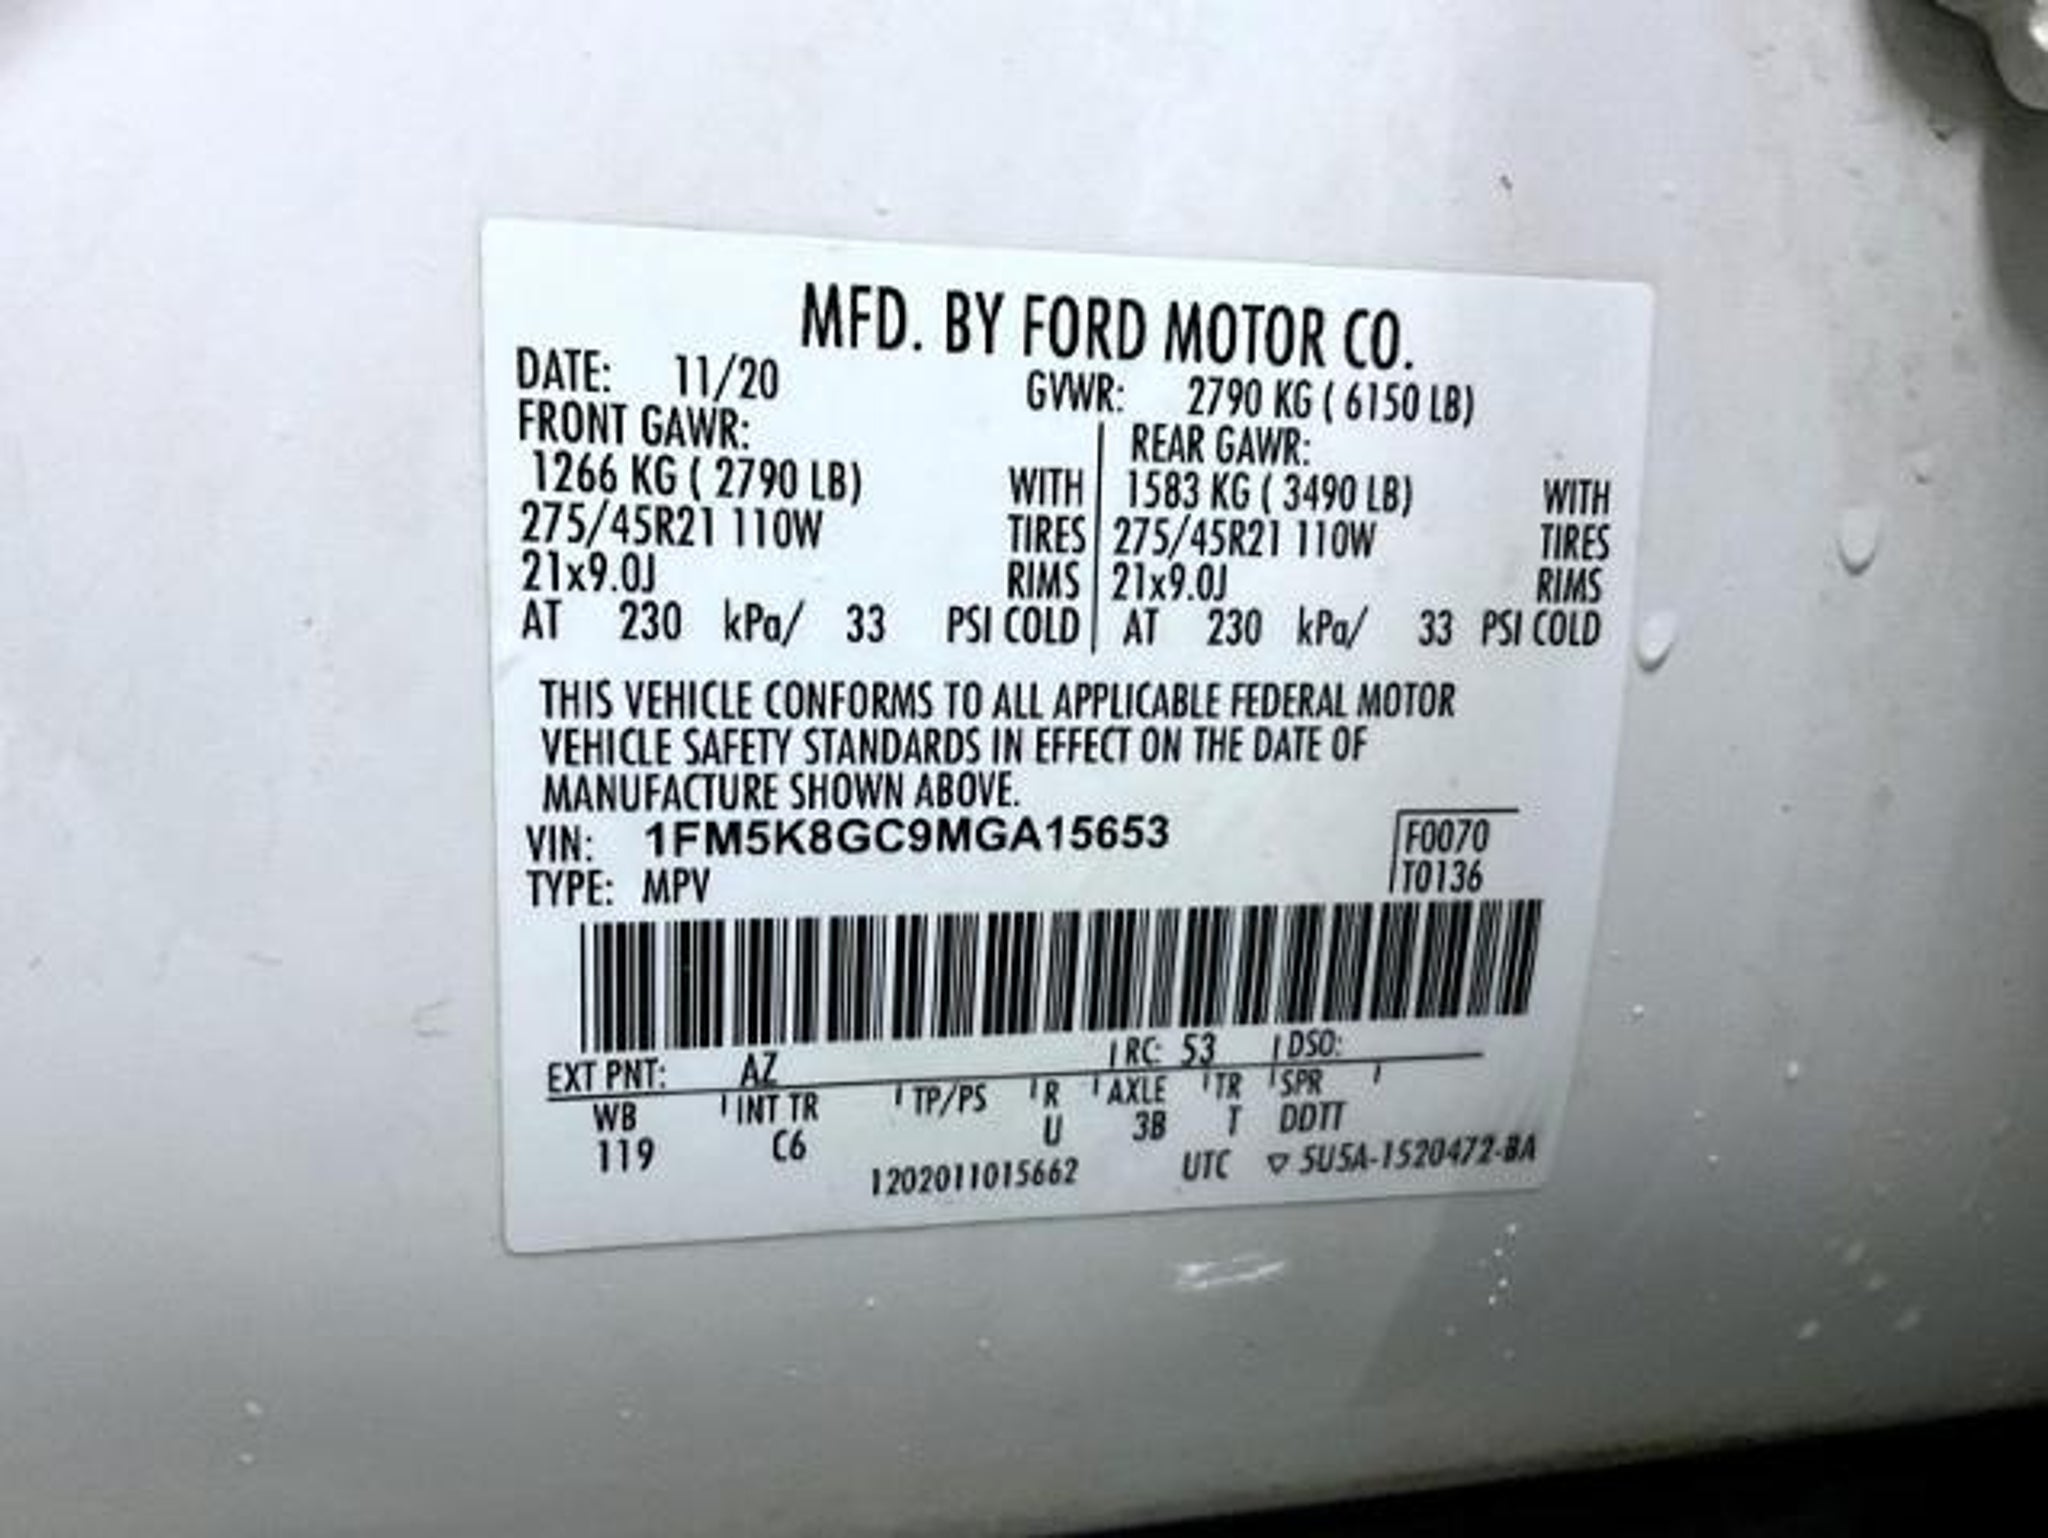 MFD. BY FORD MOTOR CO.
DATE: 11/20 GVWR: 2790 KG ( 6150 LB)
FRONT GAWR: REAR GAWR:
1266 KG ( 2790 LB) WITH 1583 KG ( 3490 LB) WITH
275/45R21 110W TIRES 275/45R21 110W TIRES
21x9.0J RIMS 21x9.0J RIMS
AT 230 kPa/ 33 PSI COLD AT 230 kPa/ 33 PSI COLD
THIS VEHICLE CONFORMS TO ALL APPLICABLE FEDERAL MOTOR
VEHICLE SAFETY STANDARDS IN EFFECT ON THE DATE OF
MANUFACTURE SHOWN ABOVE.
VIN: 1FM5K8GC9MGA15653 F0070
TYPE: MPV T0136
EXT PNT: AZ RC: 53 DSO:
WB INT TR TP/PS R AXLE TR SPR
119 C6 U 3B T DDTT
1202011015662 UTC ▽ 5U5A-1520472-BA